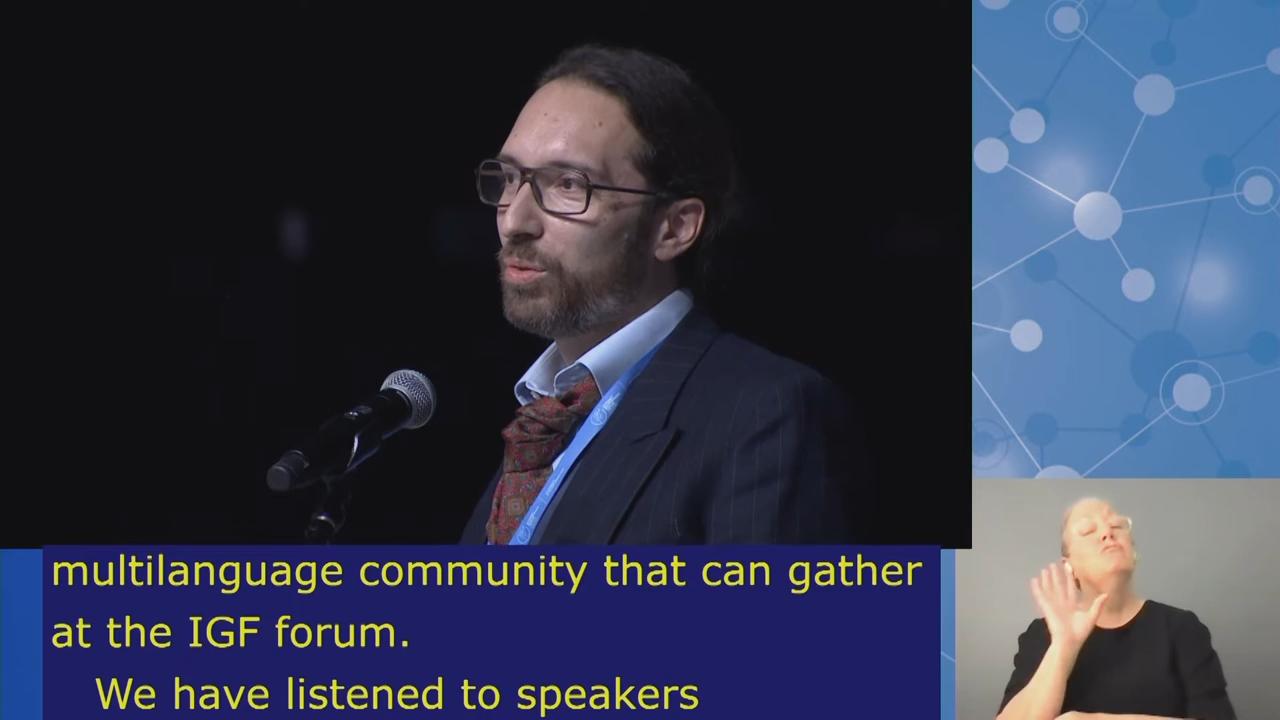 multilanguage community that can gather
at the IGF forum.
We have listened to speakers